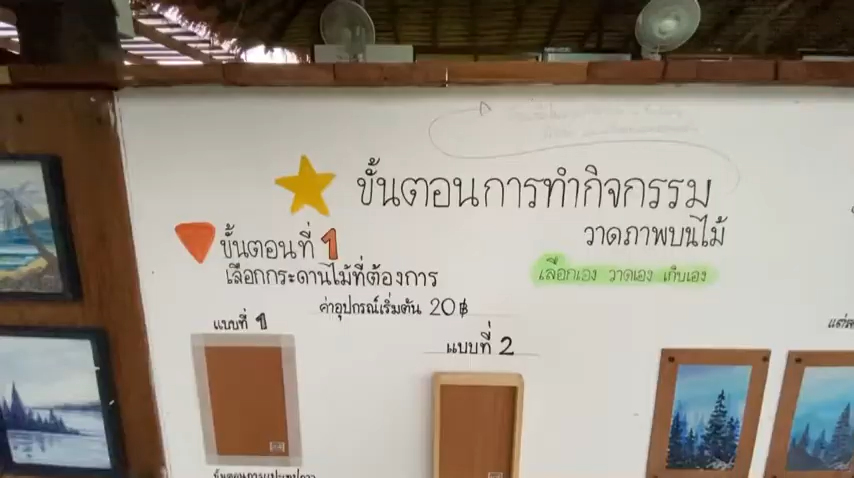 ขั้นตอนการทำกิจกรรม
วาดภาพบนไม้
ขั้นตอนที่ 1
เลือกกระดานไม้ที่ต้องการ
เลือกเอง วาดเอง เก็บเอง
ค่าอุปกรณ์เริ่มต้น 20฿
แบบที่ 1
แบบที่ 2